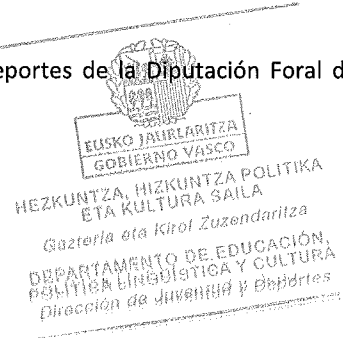 eportes de la Diputación Foral d
EUSKO JAURLARITZA
GOBIERNO VASCO
HEZKUNTZA, HIZKUNTZA POLITIKA
ETA KULTURA SAILA
Gazteria eta Kirol Zuzendaritza
DEPARTAMENTO DE EDUCACIÓN,
POLÍTICA LINGÜÍSTICA Y CULTURA
Dirección de Juventud y Deportes